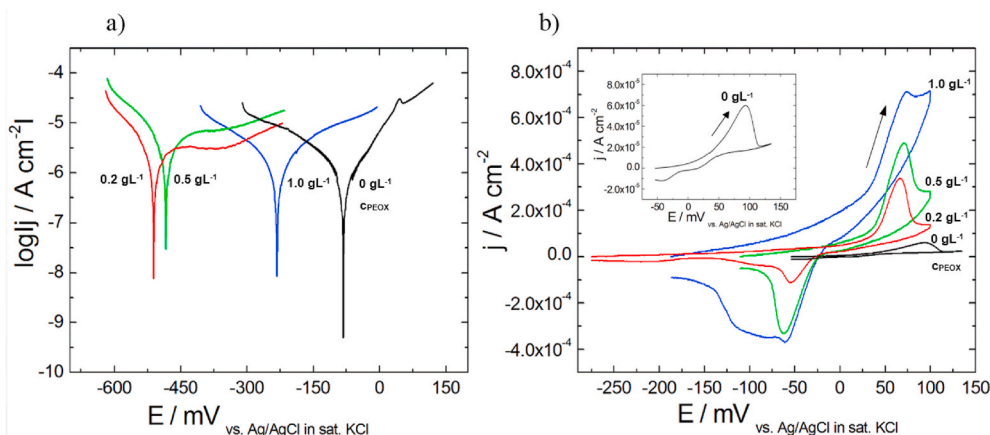 a)
-4
-5
-6
-7
-8
-9
-10
log|j / A cm⁻²|
0.2 gL⁻¹
0.5 gL⁻¹
1.0 gL⁻¹
0 gL⁻¹
cPEOX
-600 -450 -300 -150 0 150
E / mV vs. Ag/AgCl in sat. KCl
b)
8.0x10⁻⁴
6.0x10⁻⁴
4.0x10⁻⁴
2.0x10⁻⁴
0.0
-2.0x10⁻⁴
-4.0x10⁻⁴
j / A cm⁻²
8.0x10⁻⁵
6.0x10⁻⁵
4.0x10⁻⁵
2.0x10⁻⁵
0.0
-2.0x10⁻⁵
j / A cm⁻²
0 gL⁻¹
-50 0 50 100 150
E / mV vs. Ag/AgCl in sat. KCl
1.0 gL⁻¹
0.5 gL⁻¹
0.2 gL⁻¹
0 gL⁻¹
cPEOX
-250 -200 -150 -100 -50 0 50 100 150
E / mV vs. Ag/AgCl in sat. KCl